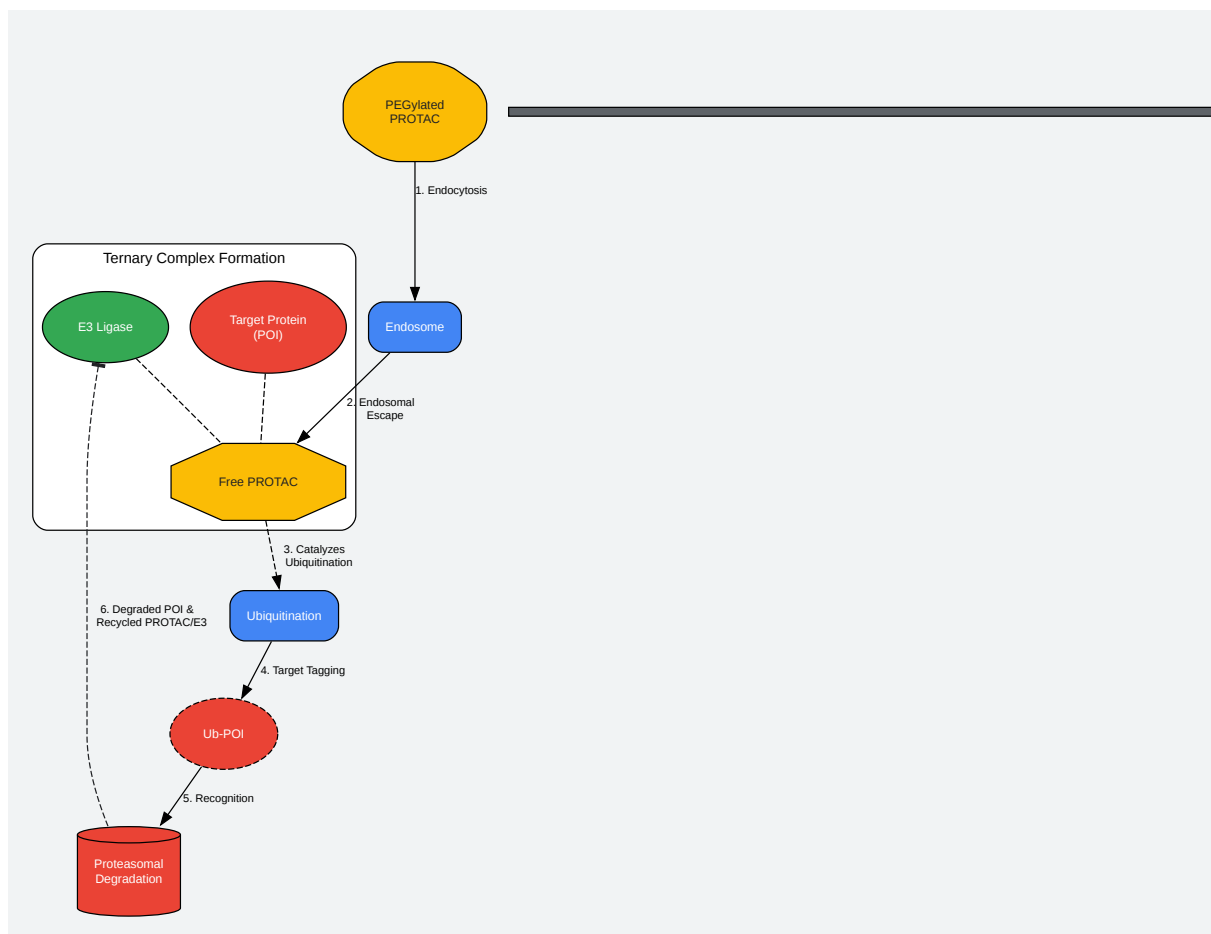 PEGylated
PROTAC
1. Endocytosis
Ternary Complex Formation
E3 Ligase
Target Protein
(POI)
Endosome
2. Endosomal
Escape
Free PROTAC
3. Catalyzes
Ubiquitination
6. Degraded POI &
Recycled PROTAC/E3
Ubiquitination
4. Target Tagging
Ub-POI
5. Recognition
Proteasomal
Degradation